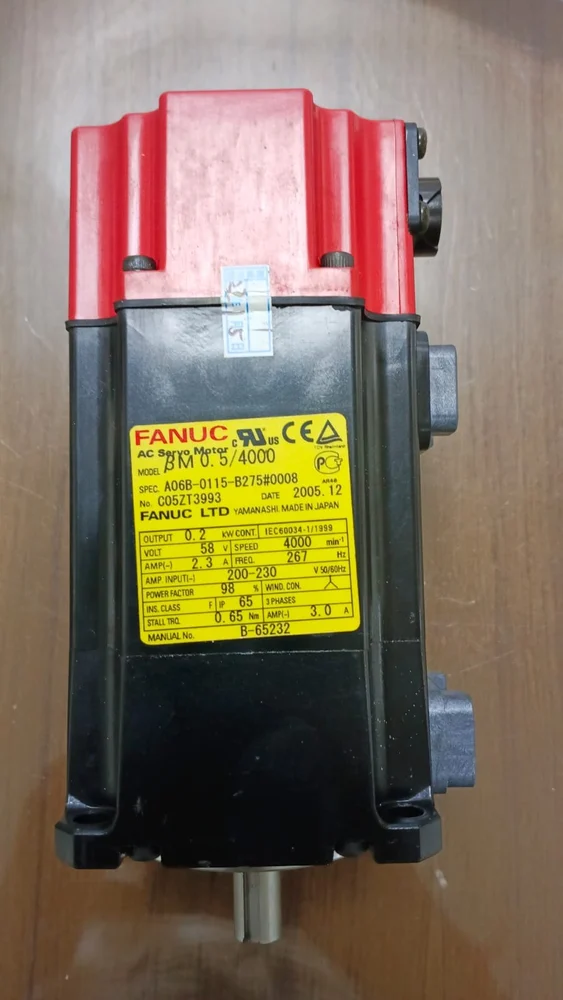 FANUC c RU US CE
AC Servo Motor
MODEL βM 0.5/4000
SPEC. A06B-0115-B275#0008
No. C05ZT3993 DATE 2005.12
FANUC LTD YAMANASHI. MADE IN JAPAN
OUTPUT 0.2 KW CONT. IEC60034-1/1999
VOLT 58 V SPEED 4000 min⁻¹
AMP(~) 2.3 A FREQ. 267 Hz
AMP. INPUT(~) 200-230 V 50/60Hz
POWER FACTOR 98 % WIND. CON.
INS. CLASS F IP 65 3 PHASES
STALL TRQ. 0.65 Nm AMP(~) 3.0 A
MANUAL No. B-65232